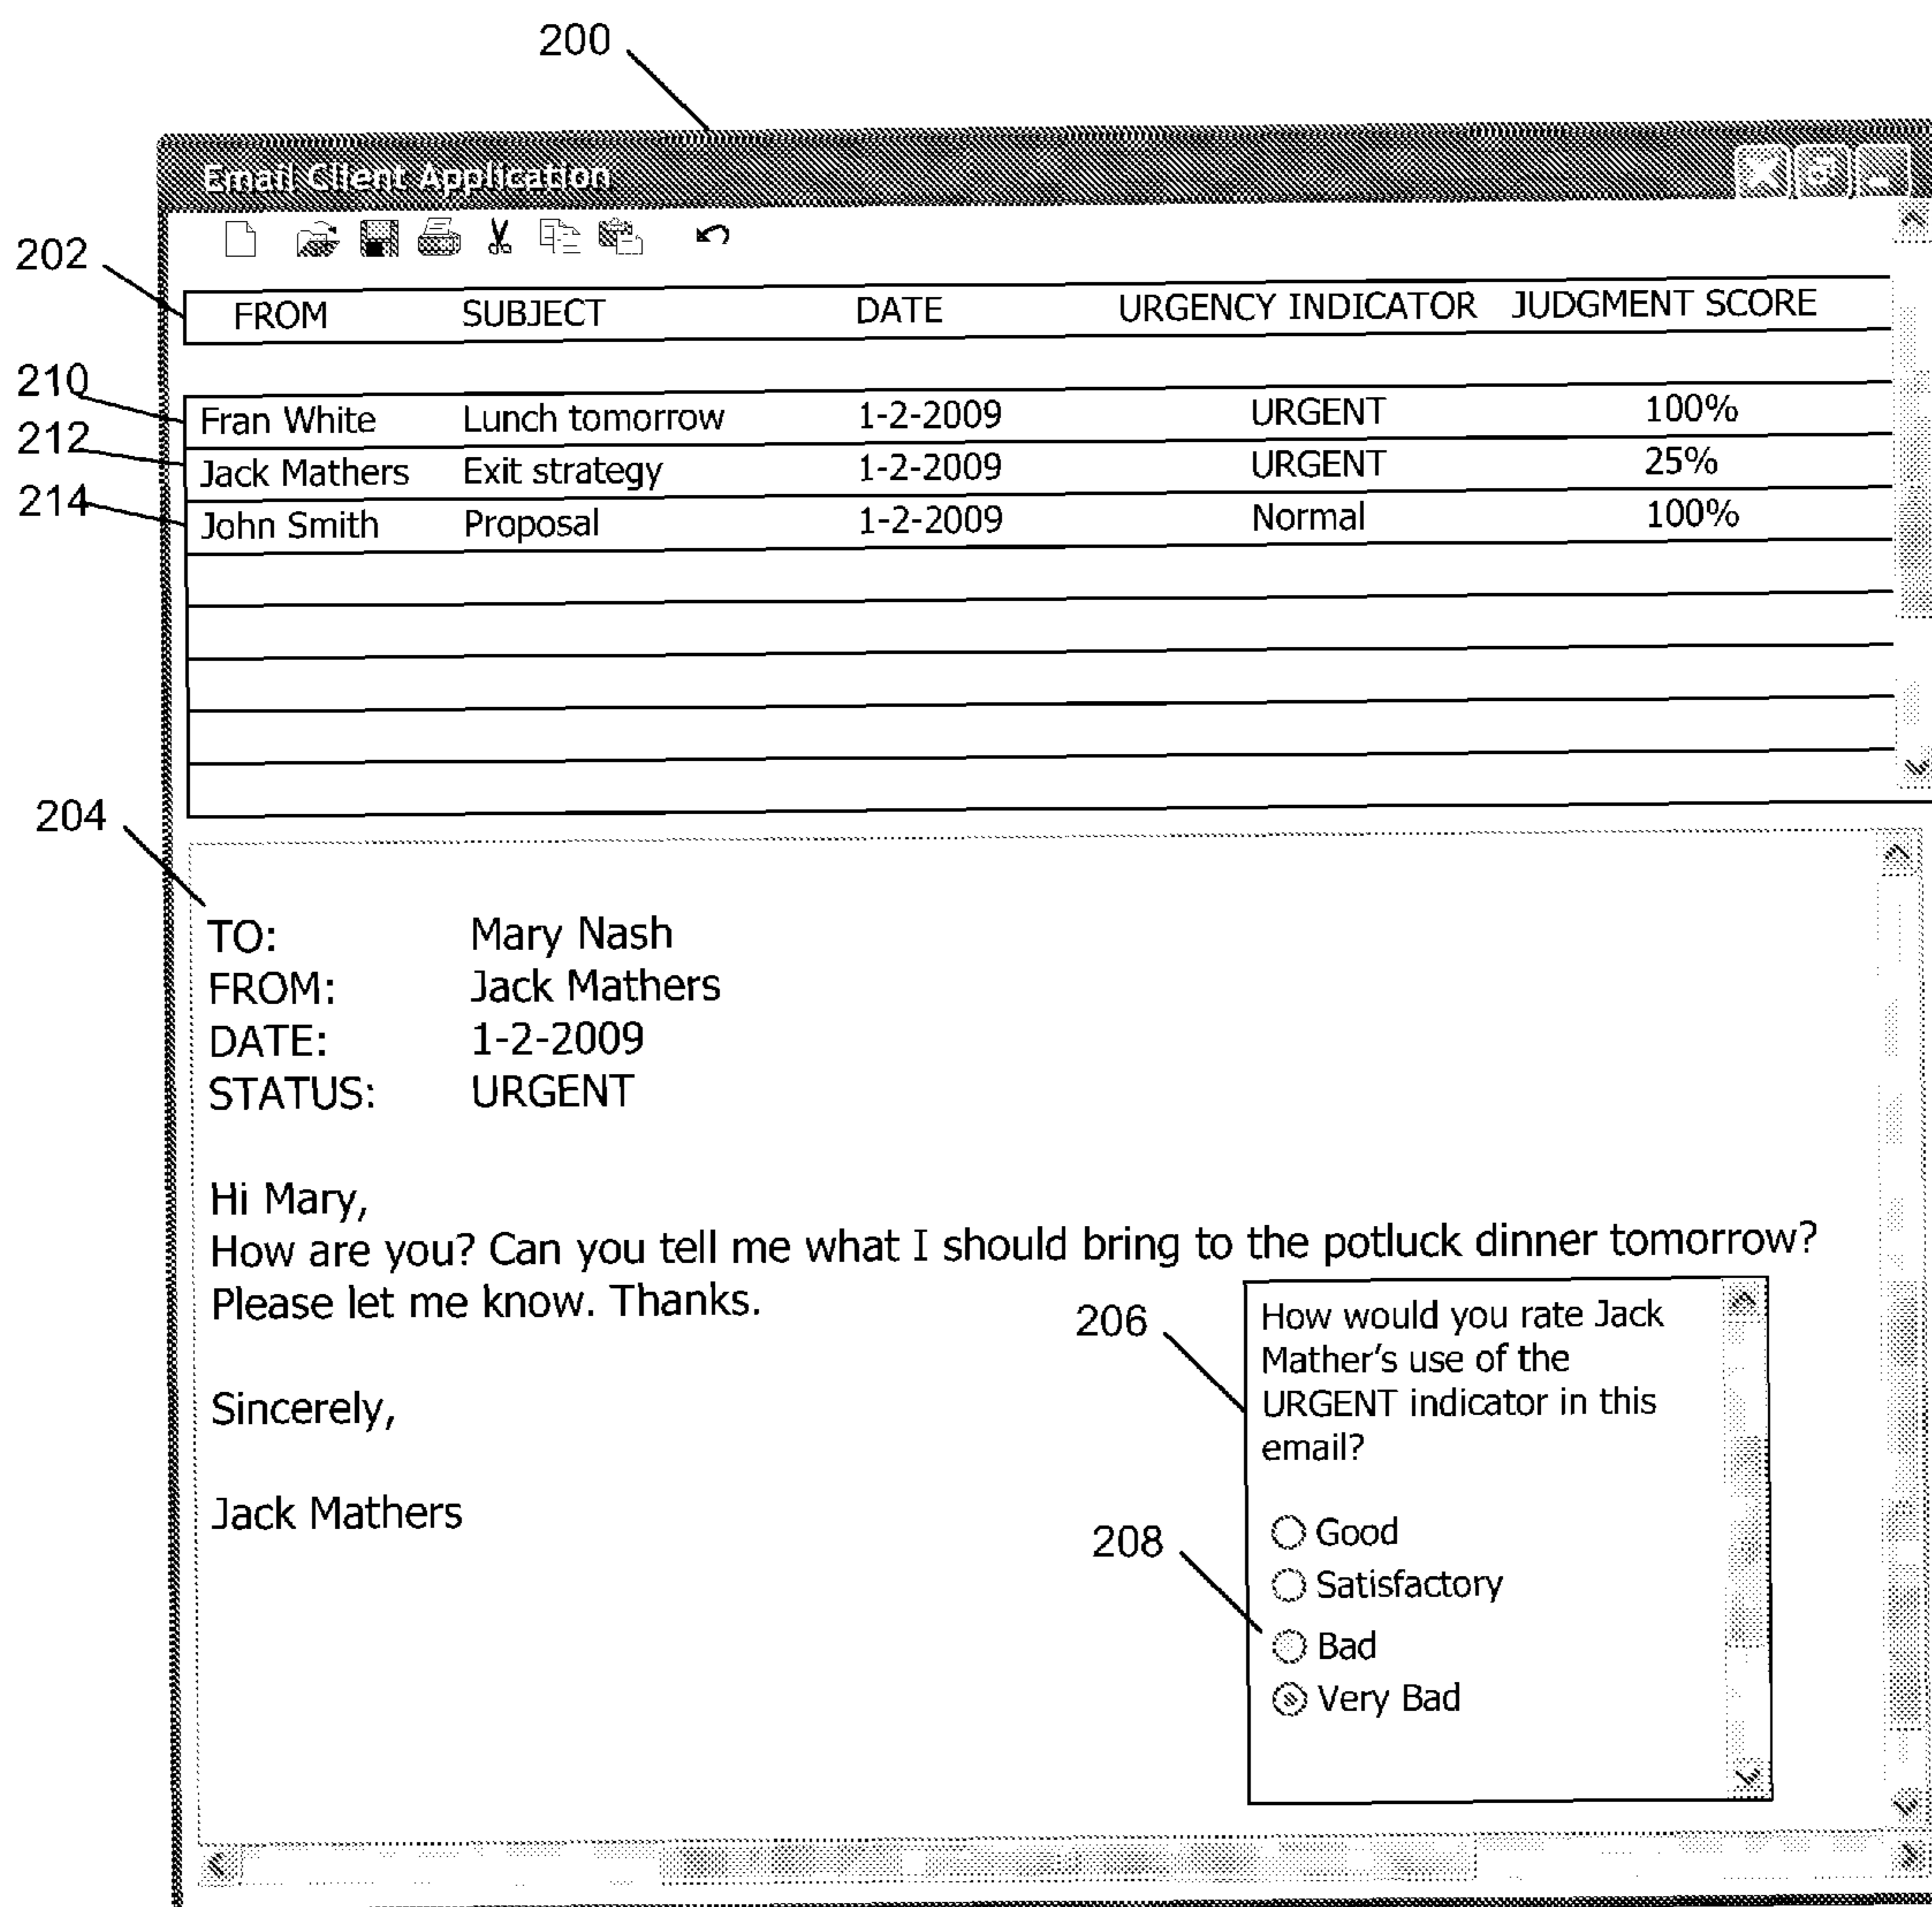 200
Email Client Application
202
FROM SUBJECT DATE URGENCY INDICATOR JUDGMENT SCORE
210
Fran White Lunch tomorrow 1-2-2009 URGENT 100%
212
Jack Mathers Exit strategy 1-2-2009 URGENT 25%
214
John Smith Proposal 1-2-2009 Normal 100%
204
TO: Mary Nash
FROM: Jack Mathers
DATE: 1-2-2009
STATUS: URGENT
Hi Mary,
How are you? Can you tell me what I should bring to the potluck dinner tomorrow?
Please let me know. Thanks.
Sincerely,
Jack Mathers
206
How would you rate Jack
Mather's use of the
URGENT indicator in this
email?
208
Good
Satisfactory
Bad
Very Bad